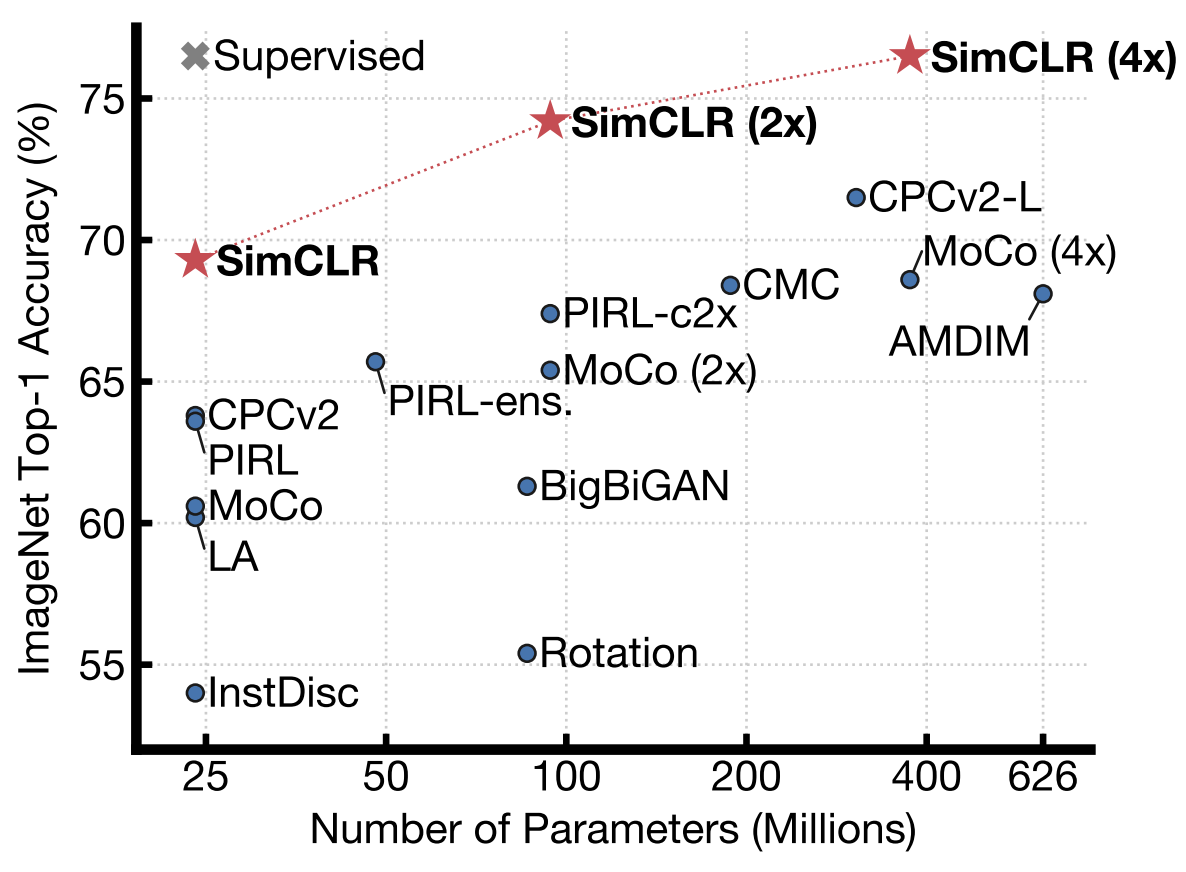 Supervised
SimCLR (4x)
75
SimCLR (2x)
CPCv2-L
70
MoCo (4x)
SimCLR
CMC
PIRL-c2x
AMDIM
MoCo (2x)
65
PIRL-ens.
CPCv2
PIRL
BigBiGAN
MoCo
60
LA
Rotation
55
InstDisc
25 50 100 200 400 626
Number of Parameters (Millions)
ImageNet Top-1 Accuracy (%)